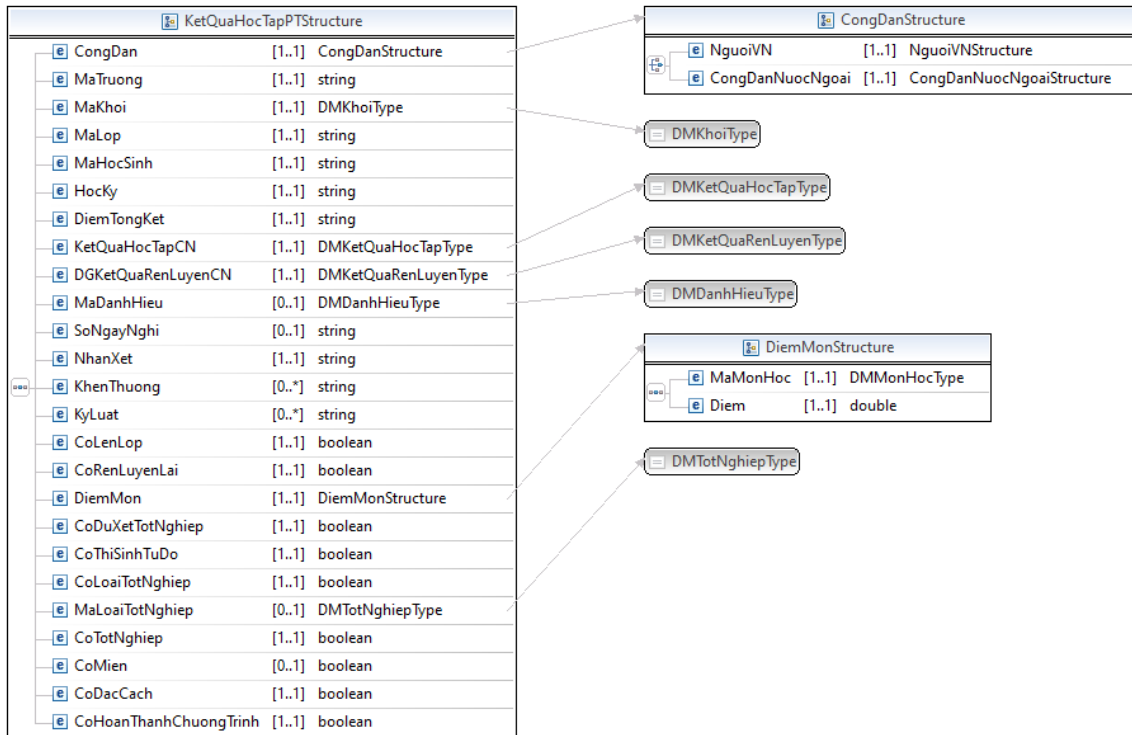 KetQuaHocTapPTStructure
e CongDan [1..1] CongDanStructure
e MaTruong [1..1] string
e MaKhoi [1..1] DMKhoiType
e MaLop [1..1] string
e MaHocSinh [1..1] string
e HocKy [1..1] string
e DiemTongKet [1..1] string
e KetQuaHocTapCN [1..1] DMKetQuaHocTapType
e DGKetQuaRenLuyenCN [1..1] DMKetQuaRenLuyenType
e MaDanhHieu [0..1] DMDanhHieuType
e SoNgayNghi [0..1] string
e NhanXet [1..1] string
e KhenThuong [0..*] string
e KyLuat [0..*] string
e CoLenLop [1..1] boolean
e CoRenLuyenLai [1..1] boolean
e DiemMon [1..1] DiemMonStructure
e CoDuXetTotNghiep [1..1] boolean
e CoThiSinhTuDo [1..1] boolean
e CoLoaiTotNghiep [1..1] boolean
e MaLoaiTotNghiep [0..1] DMTotNghiepType
e CoTotNghiep [1..1] boolean
e CoMien [0..1] boolean
e CoDacCach [1..1] boolean
e CoHoanThanhChuongTrinh [1..1] boolean
CongDanStructure
e NguoiVN [1..1] NguoiVNStructure
e CongDanNuocNgoai [1..1] CongDanNuocNgoaiStructure
DMKhoiType
DMKetQuaHocTapType
DMKetQuaRenLuyenType
DMDanhHieuType
DiemMonStructure
e MaMonHoc [1..1] DMMonHocType
e Diem [1..1] double
DMTotNghiepType